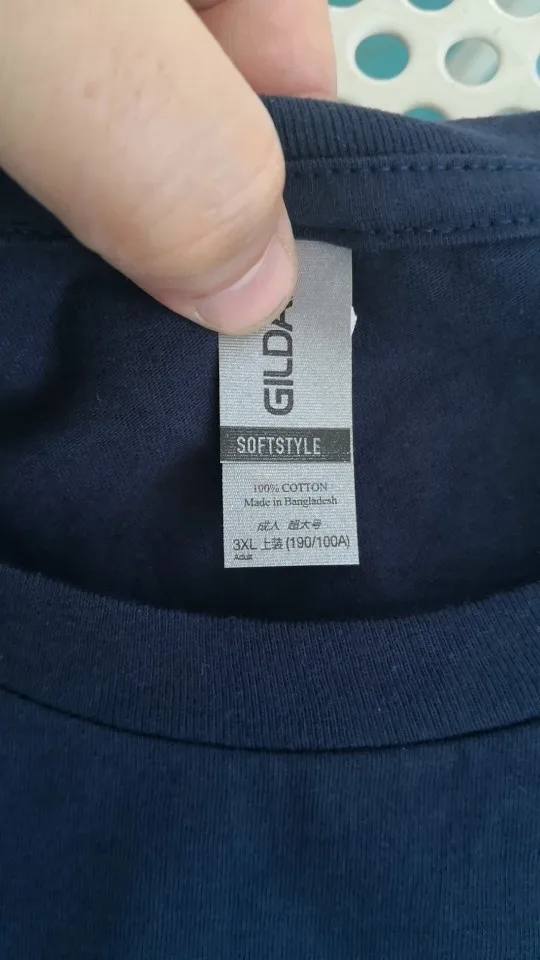 GILDA
SOFTSTYLE
100% COTTON
Made in Bangladesh
成人 超大号
3XL 上装 (190/100A)
Adult